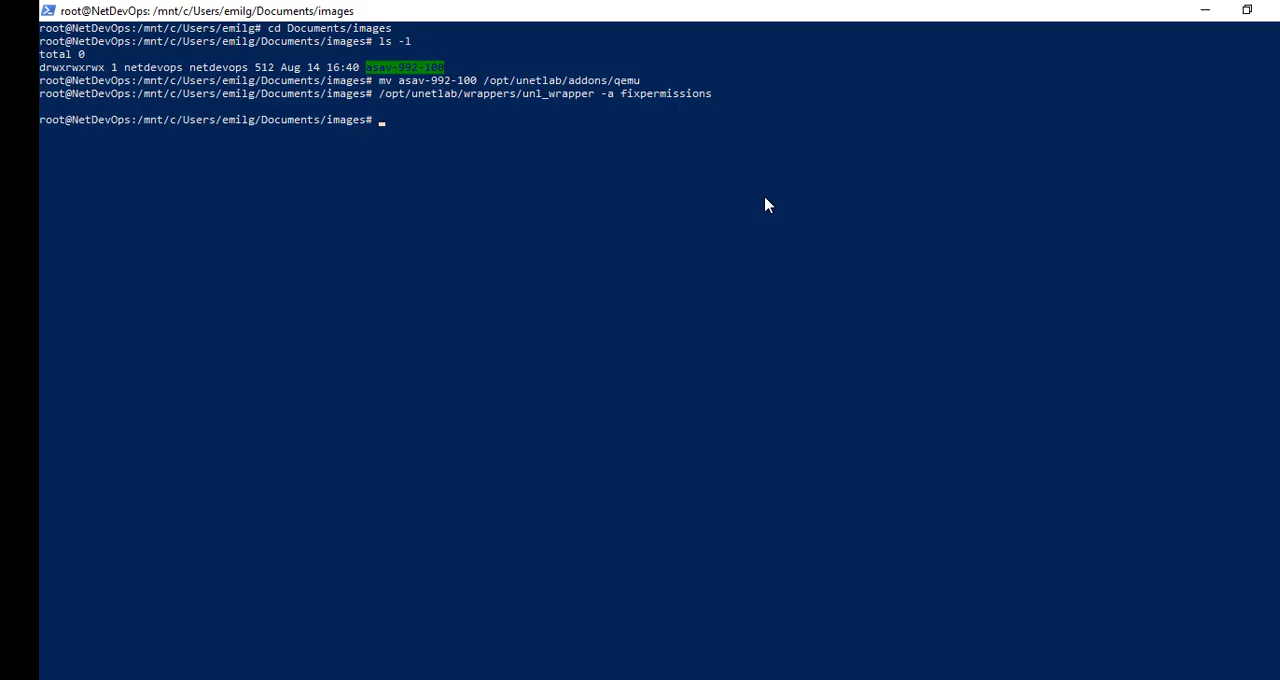 root@NetDevOps: /mnt/c/Users/emilg/Documents/images
root@NetDevOps:/mnt/c/Users/emilg# cd Documents/images
root@NetDevOps:/mnt/c/Users/emilg/Documents/images# ls -l
total 0
drwxrwxrwx 1 netdevops netdevops 512 Aug 14 16:40 asav-992-100
root@NetDevOps:/mnt/c/Users/emilg/Documents/images# mv asav-992-100 /opt/unetlab/addons/qemu
root@NetDevOps:/mnt/c/Users/emilg/Documents/images# /opt/unetlab/wrappers/unl_wrapper -a fixpermissions
root@NetDevOps:/mnt/c/Users/emilg/Documents/images#